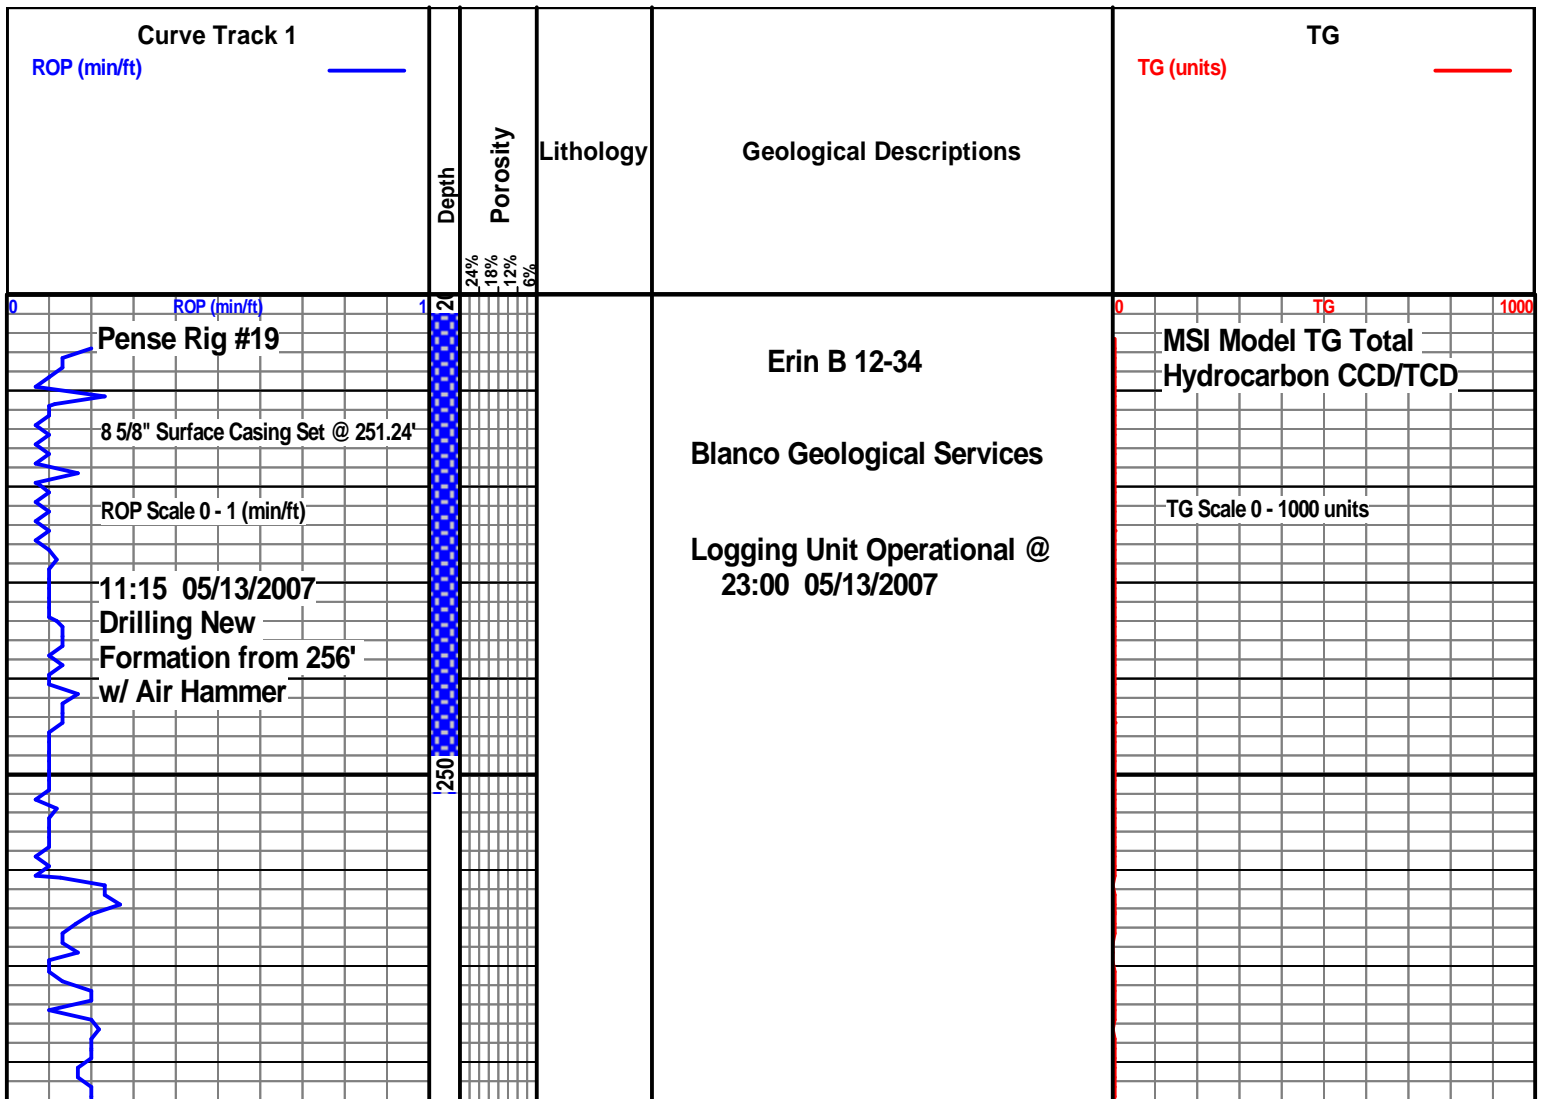 Curve Track 1
ROP (min/ft)
Depth
Porosity
24%
18%
12%
6%
Lithology
Geological Descriptions
TG
TG (units)
0 ROP (min/ft) 1
0 TG 1000
Pense Rig #19
8 5/8" Surface Casing Set @ 251.24'
ROP Scale 0 - 1 (min/ft)
11:15 05/13/2007
Drilling New
Formation from 256'
w/ Air Hammer
250
Erin B 12-34
Blanco Geological Services
Logging Unit Operational @
23:00 05/13/2007
MSI Model TG Total
Hydrocarbon CCD/TCD
TG Scale 0 - 1000 units